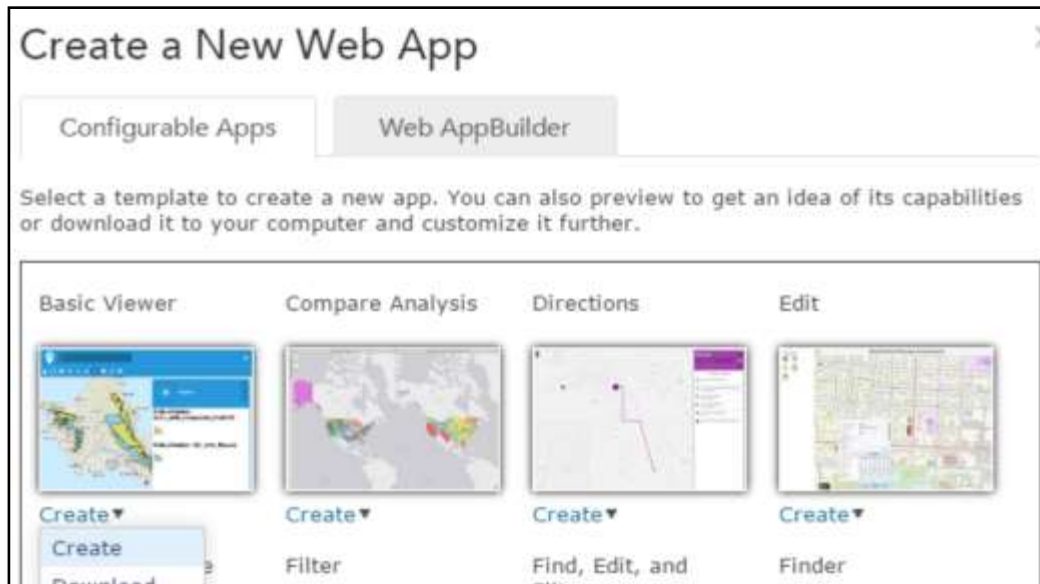 Create a New Web App
Configurable Apps
Web AppBuilder
Select a template to create a new app. You can also preview to get an idea of its capabilities
or download it to your computer and customize it further.
Basic Viewer
Compare Analysis
Directions
Edit
Create▼
Create▼
Create▼
Create▼
Create
Download
Filter
Find, Edit, and
Finder